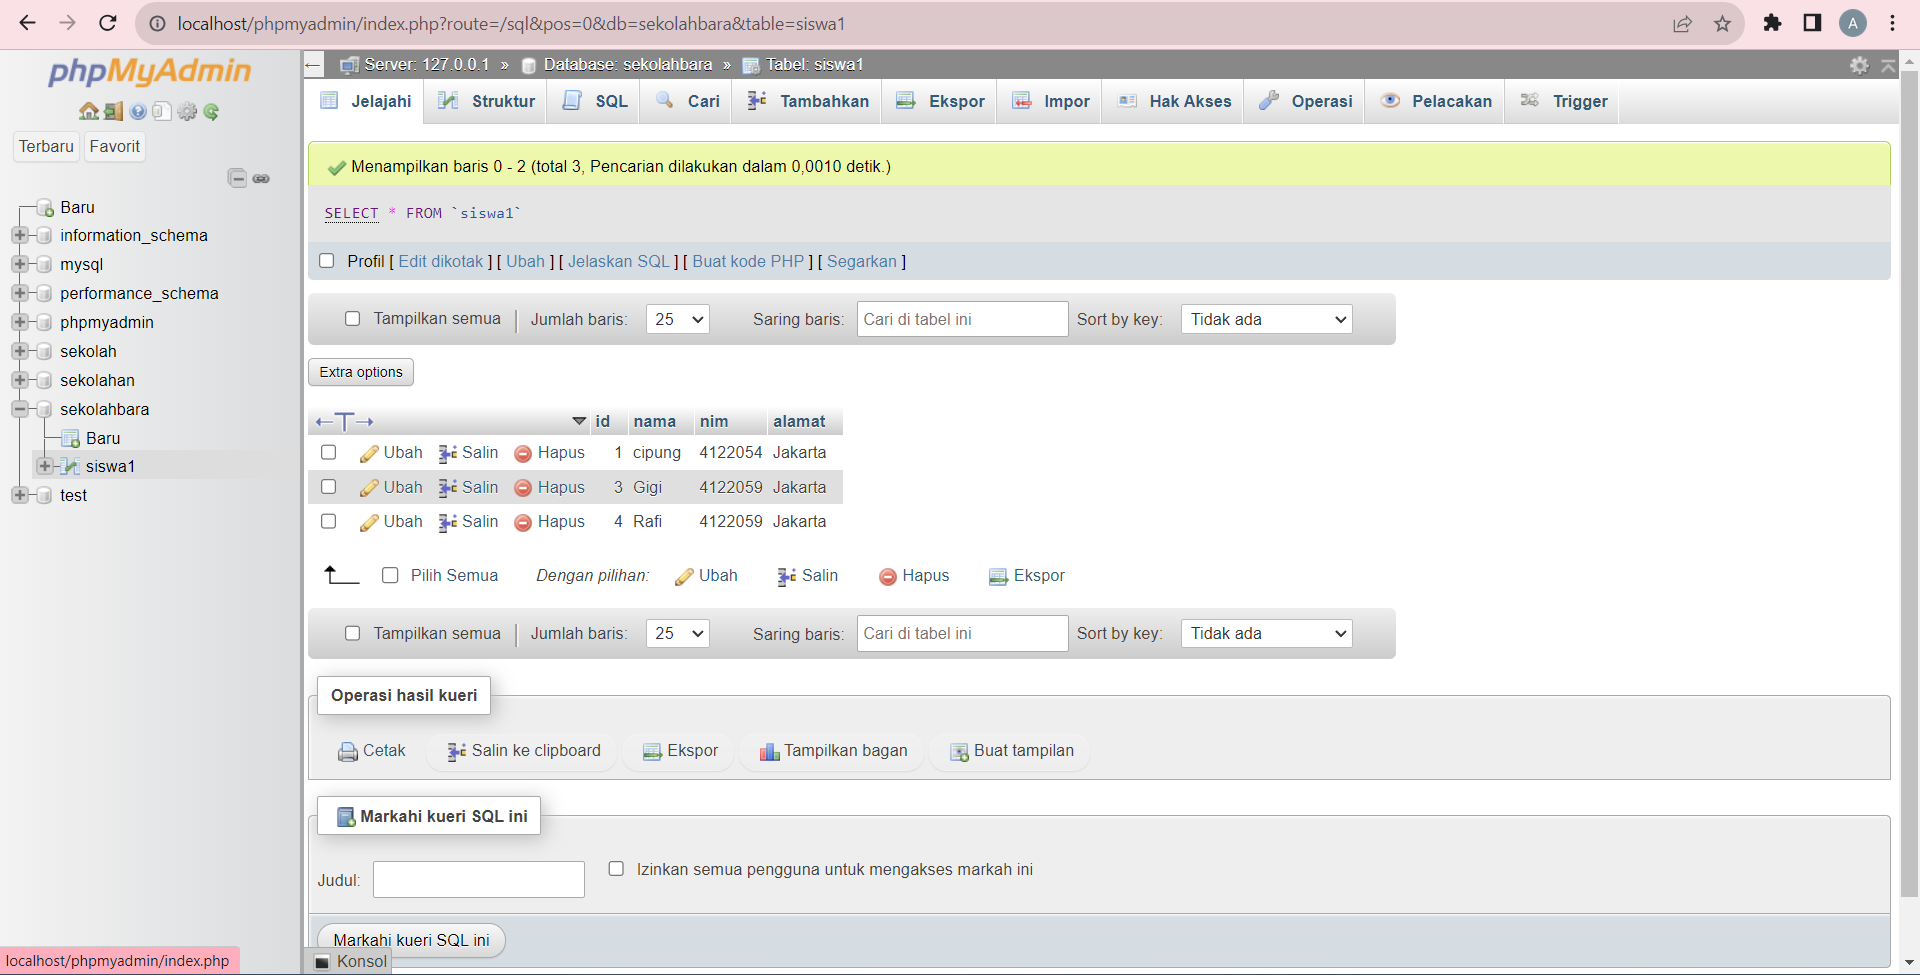 localhost/phpmyadmin/index.php?route=/sql&pos=0&db=sekolahbara&table=siswa1
A
phpMyAdmin
Terbaru Favorit
Baru
information_schema
mysql
performance_schema
phpmyadmin
sekolah
sekolahan
sekolahbara
Baru
siswa1
test
Server: 127.0.0.1 » Database: sekolahbara » Tabel: siswa1
Jelajahi Struktur SQL Cari Tambahkan Ekspor Impor Hak Akses Operasi Pelacakan Trigger
Menampilkan baris 0 - 2 (total 3, Pencarian dilakukan dalam 0,0010 detik.)
SELECT * FROM `siswa1`
Profil [ Edit dikotak ] [ Ubah ] [ Jelaskan SQL ] [ Buat kode PHP ] [ Segarkan ]
Tampilkan semua | Jumlah baris: 25 Saring baris: Cari di tabel ini Sort by key: Tidak ada
Extra options
←T→ id nama nim alamat
Ubah Salin Hapus 1 cipung 4122054 Jakarta
Ubah Salin Hapus 3 Gigi 4122059 Jakarta
Ubah Salin Hapus 4 Rafi 4122059 Jakarta
Pilih Semua Dengan pilihan: Ubah Salin Hapus Ekspor
Tampilkan semua | Jumlah baris: 25 Saring baris: Cari di tabel ini Sort by key: Tidak ada
Operasi hasil kueri
Cetak Salin ke clipboard Ekspor Tampilkan bagan Buat tampilan
Markahi kueri SQL ini
Judul: Izinkan semua pengguna untuk mengakses markah ini
Markahi kueri SQL ini
Konsol
localhost/phpmyadmin/index.php